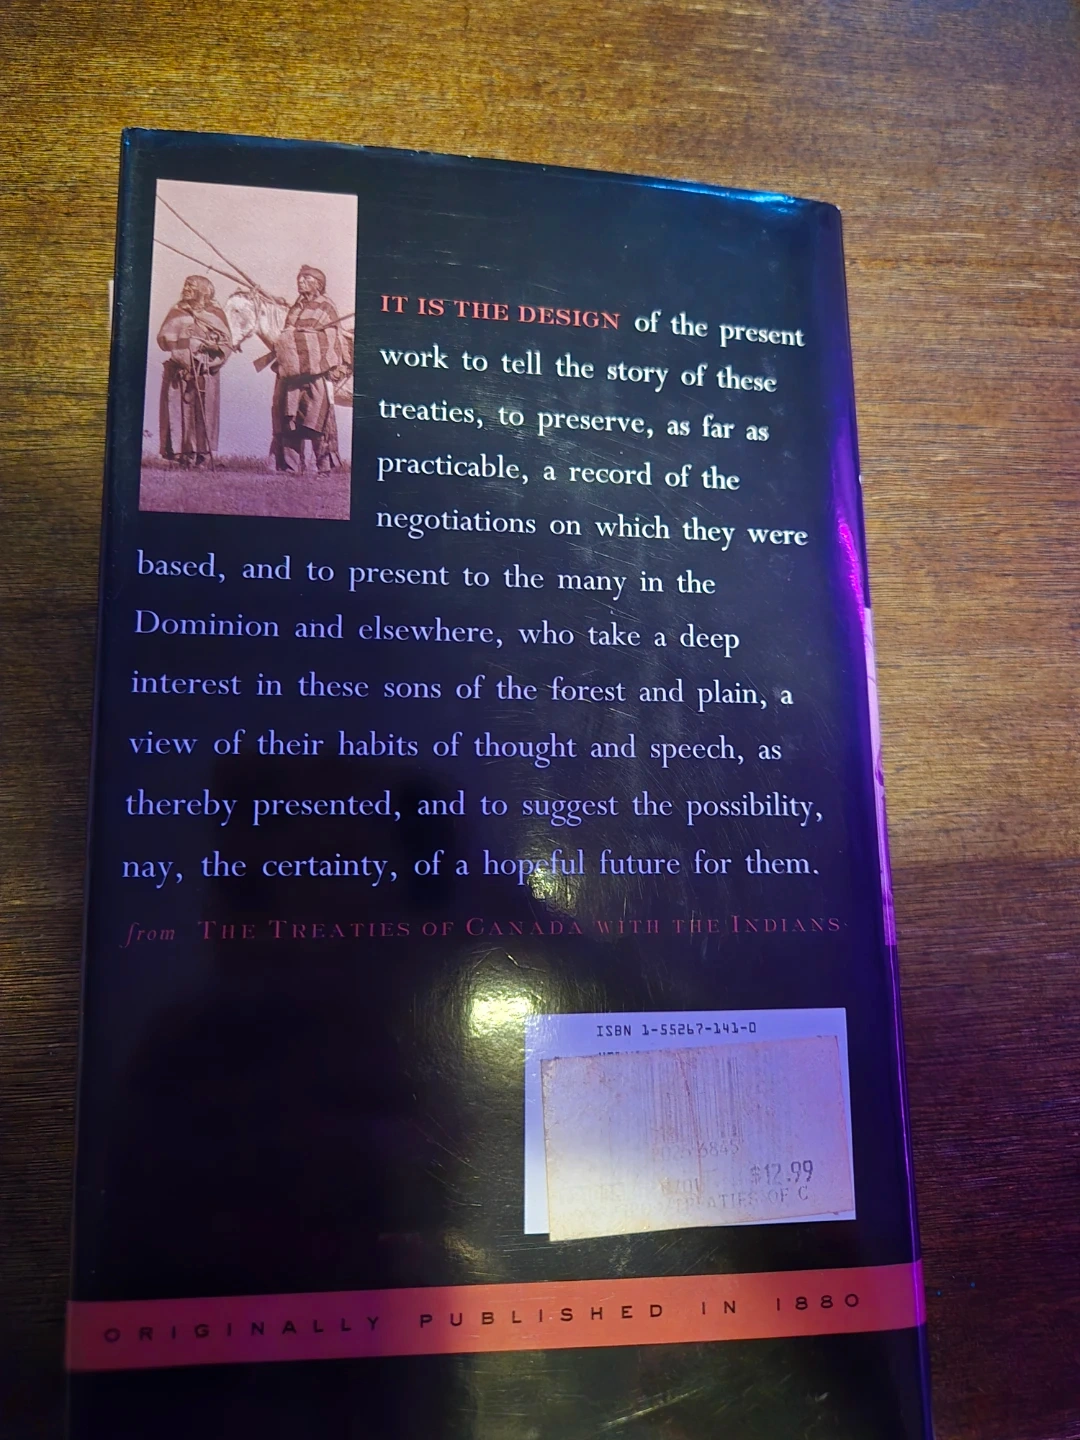 IT IS THE DESIGN of the present
work to tell the story of these
treaties, to preserve, as far as
practicable, a record of the
negotiations on which they were
based, and to present to the many in the
Dominion and elsewhere, who take a deep
interest in these sons of the forest and plain, a
view of their habits of thought and speech, as
thereby presented, and to suggest the possibility,
nay, the certainty, of a hopeful future for them.
from THE TREATIES OF CANADA WITH THE INDIANS
ISBN 1-55267-141-0
$12.99
TREATIES OF C
ORIGINALLY PUBLISHED IN 1880